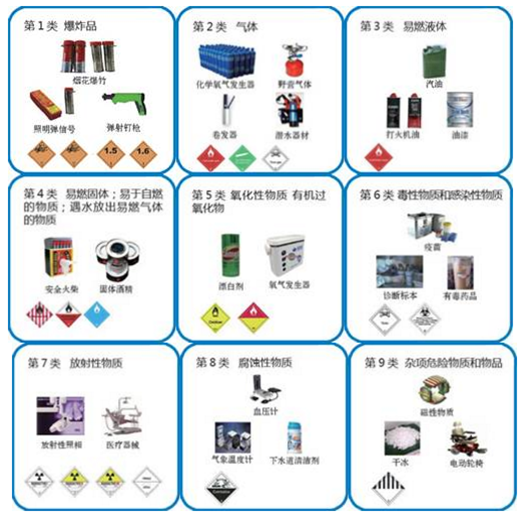 第1类 爆炸品
烟花爆竹
照明弹信号
弹射钉枪
1.5
1.6
第2类 气体
化学氧气发生器
野营气体
卷发器
潜水器材
第3类 易燃液体
汽油
打火机油
油漆
第4类 易燃固体；易于自燃
的物质；遇水放出易燃气体
的物质
安全火柴
固体酒精
第5类 氧化性物质 有机过
氧化物
漂白剂
氧气发生器
第6类 毒性物质和感染性物质
疫苗
诊断标本
有毒药品
第7类 放射性物质
放射性照相
医疗器械
第8类 腐蚀性物质
血压计
气象温度计
下水道清洁剂
第9类 杂项危险物质和物品
磁性物质
干冰
电动轮椅